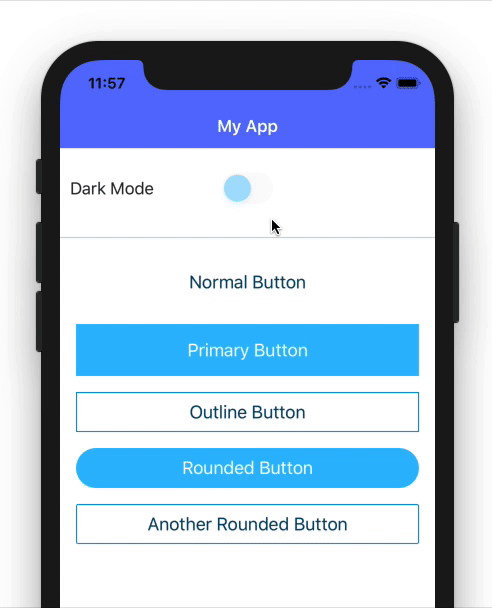 11:57
My App
Dark Mode
Normal Button
Primary Button
Outline Button
Rounded Button
Another Rounded Button